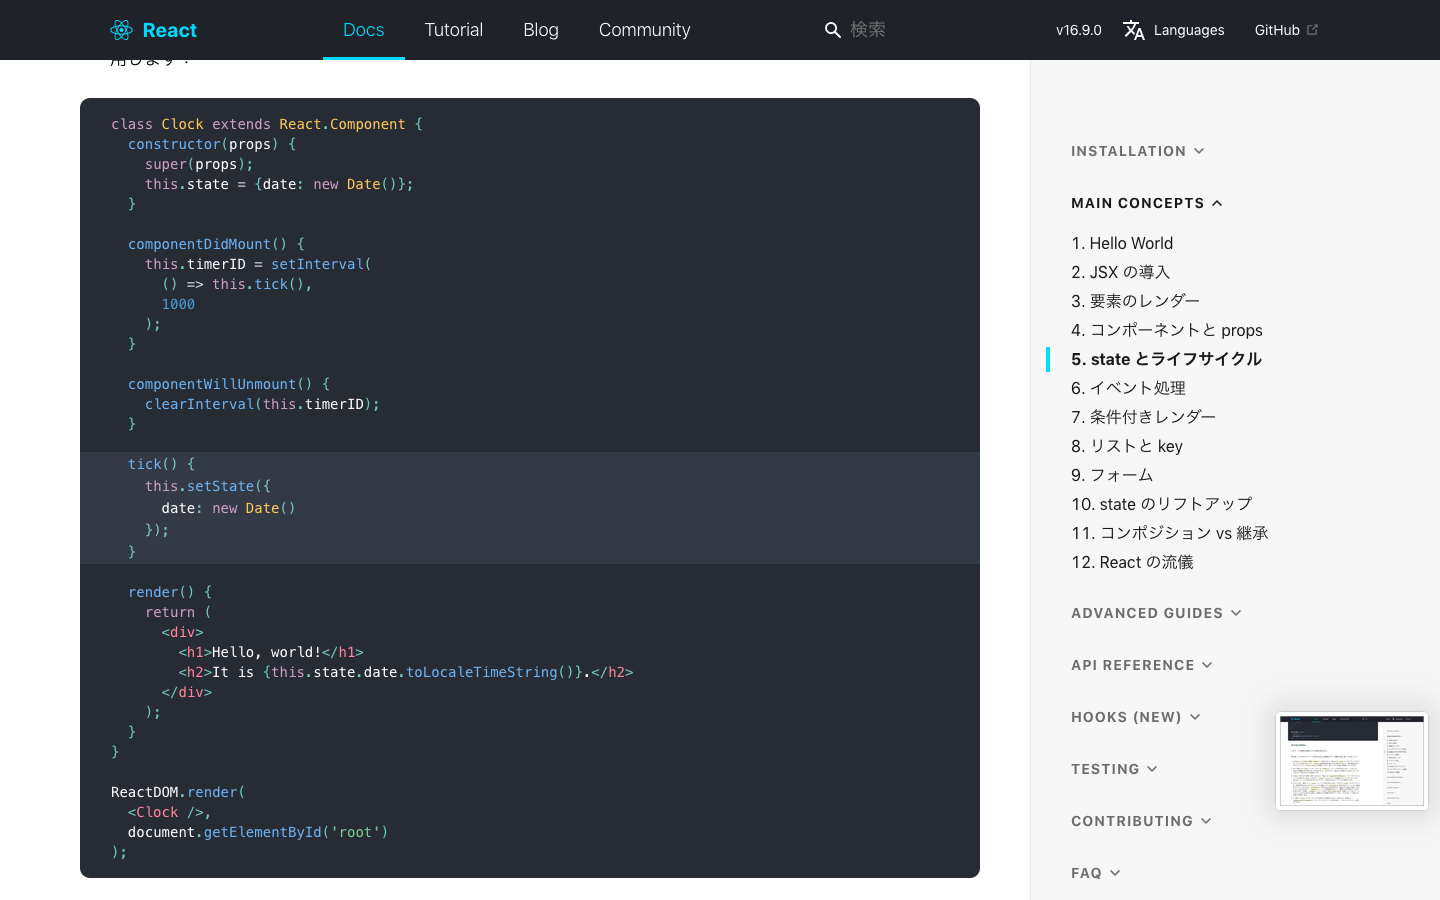 React
Docs
Tutorial
Blog
Community
検索
v16.9.0
Languages
GitHub
用します：
class Clock extends React.Component {
  constructor(props) {
    super(props);
    this.state = {date: new Date()};
  }

  componentDidMount() {
    this.timerID = setInterval(
      () => this.tick(),
      1000
    );
  }

  componentWillUnmount() {
    clearInterval(this.timerID);
  }

  tick() {
    this.setState({
      date: new Date()
    });
  }

  render() {
    return (
      <div>
        <h1>Hello, world!</h1>
        <h2>It is {this.state.date.toLocaleTimeString()}.</h2>
      </div>
    );
  }
}

ReactDOM.render(
  <Clock />,
  document.getElementById('root')
);
INSTALLATION
MAIN CONCEPTS
1. Hello World
2. JSX の導入
3. 要素のレンダー
4. コンポーネントと props
5. state とライフサイクル
6. イベント処理
7. 条件付きレンダー
8. リストと key
9. フォーム
10. state のリフトアップ
11. コンポジション vs 継承
12. React の流儀
ADVANCED GUIDES
API REFERENCE
HOOKS (NEW)
TESTING
CONTRIBUTING
FAQ